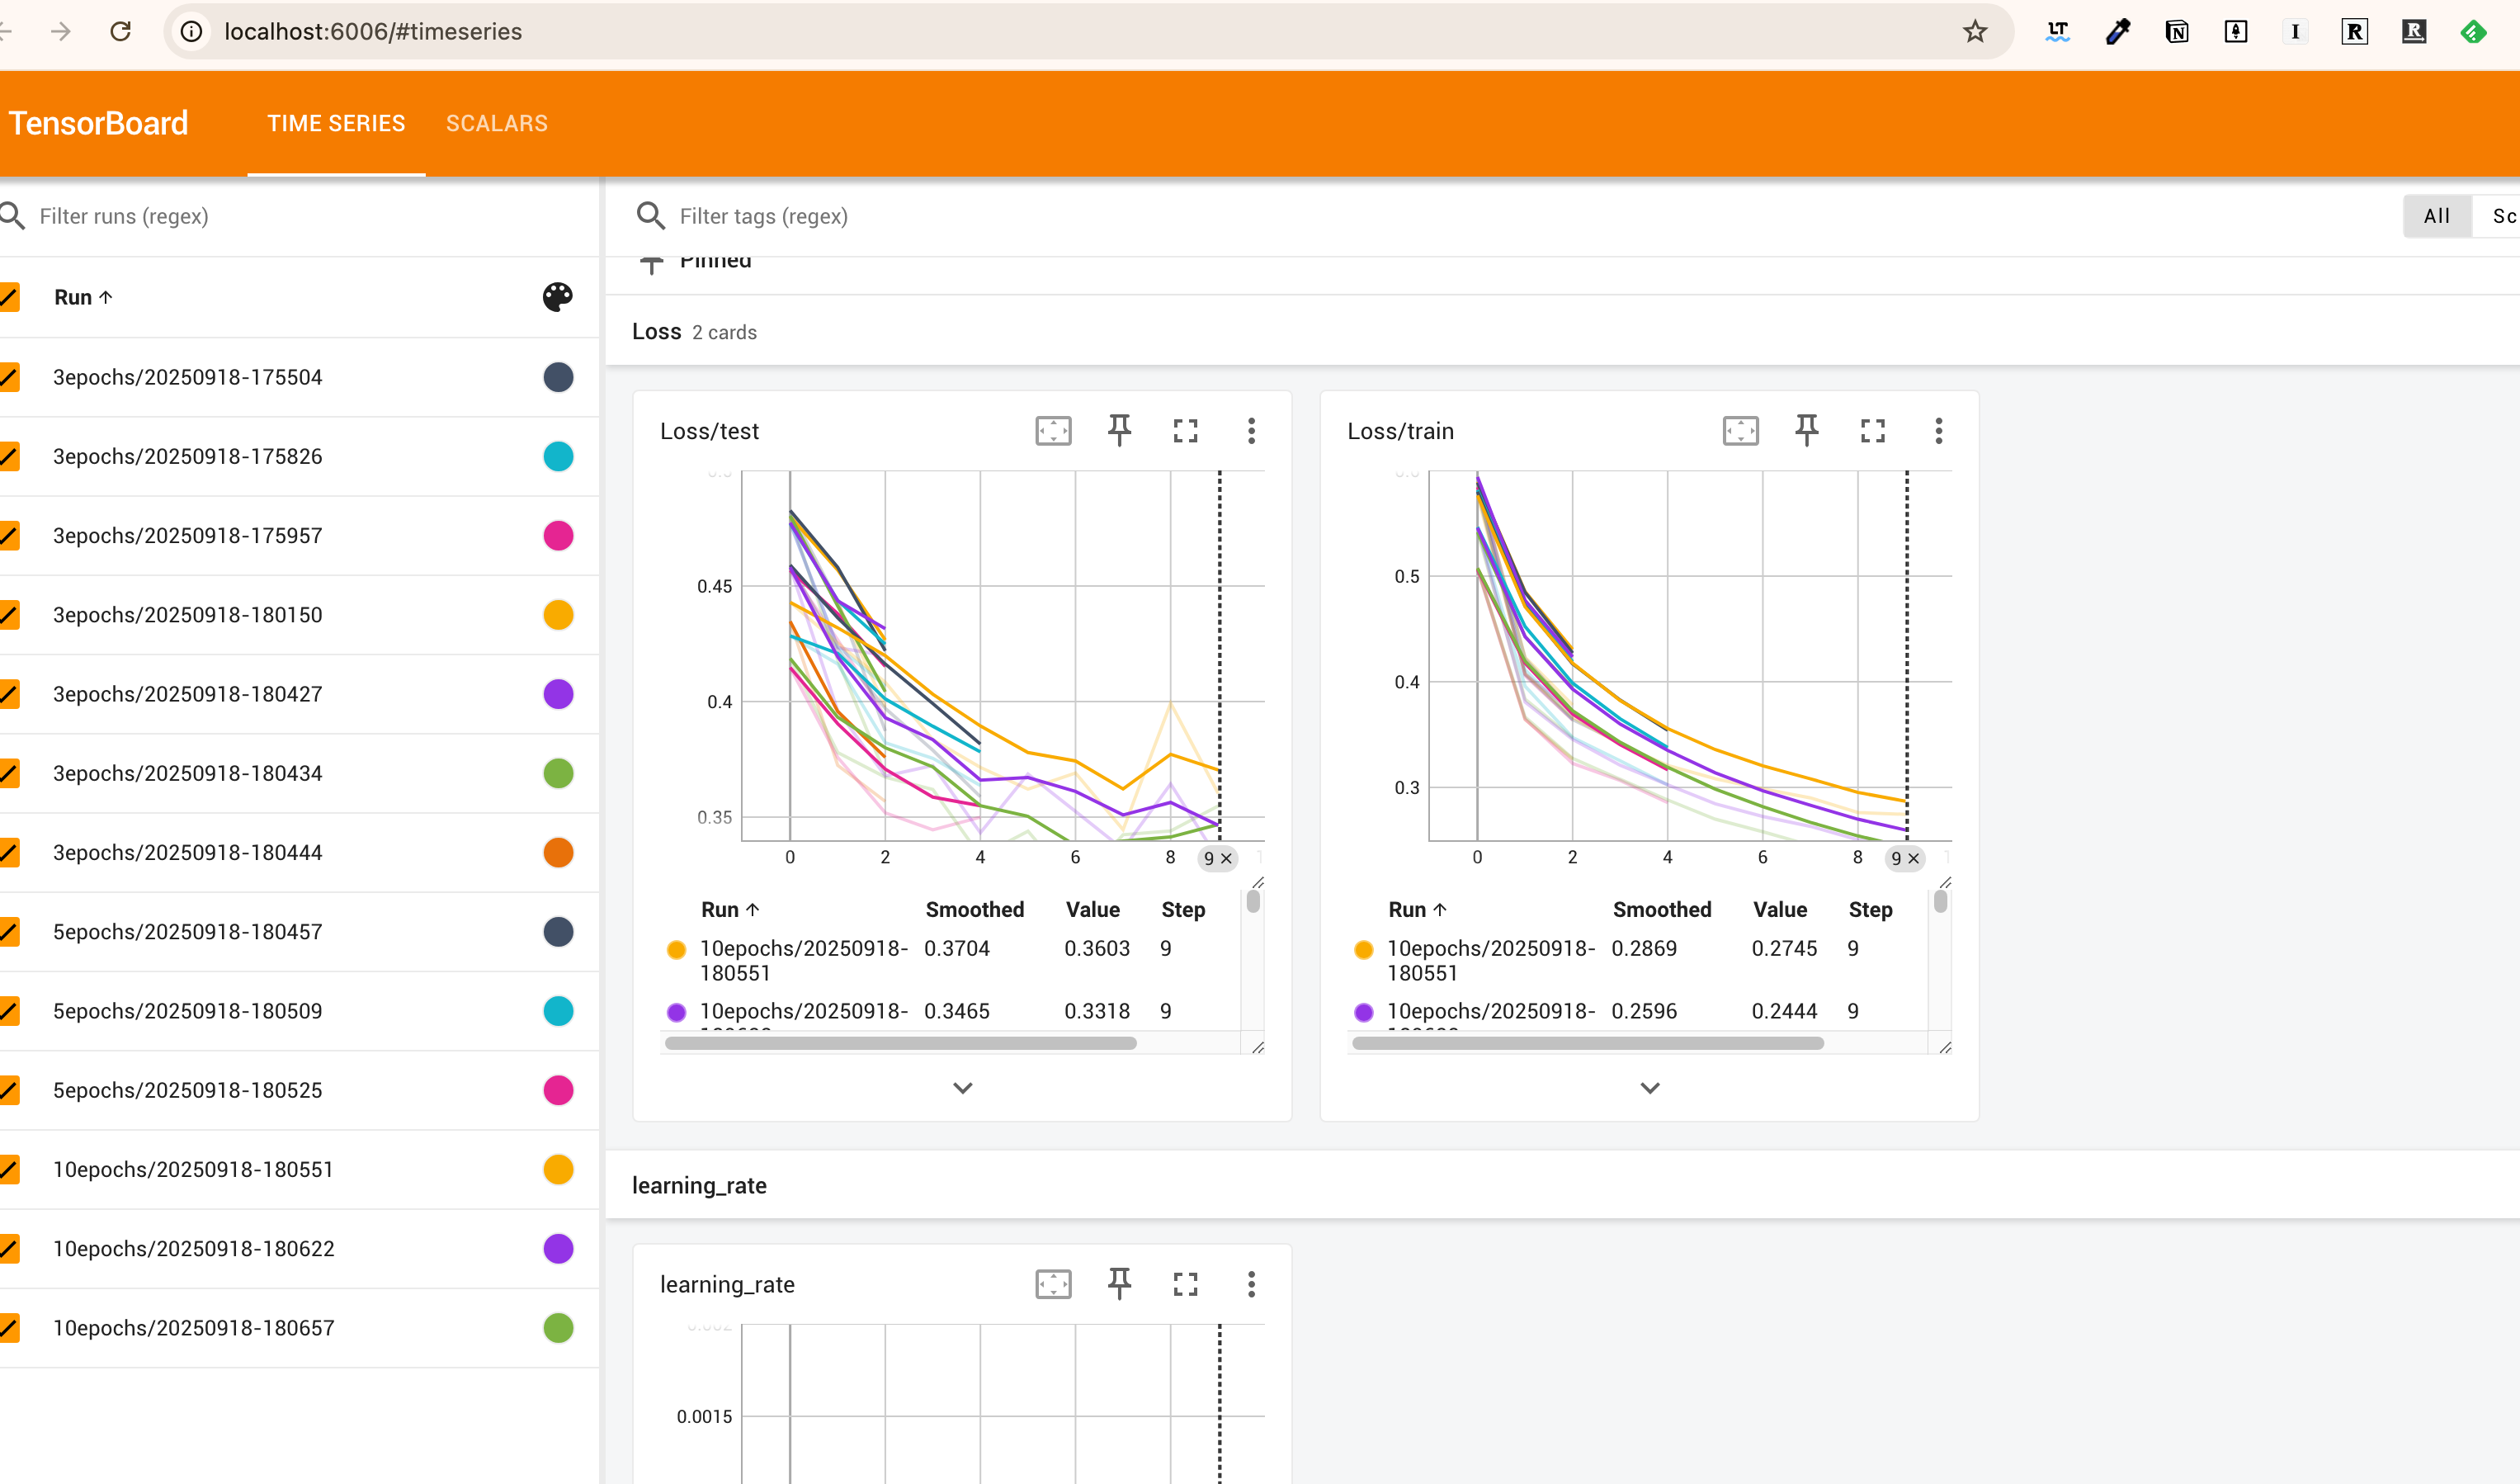 localhost:6006/#timeseries
TensorBoard
TIME SERIES
SCALARS
Filter runs (regex)
Filter tags (regex)
All
Sc
Pinned
Run ↑
3epochs/20250918-175504
3epochs/20250918-175826
3epochs/20250918-175957
3epochs/20250918-180150
3epochs/20250918-180427
3epochs/20250918-180434
3epochs/20250918-180444
5epochs/20250918-180457
5epochs/20250918-180509
5epochs/20250918-180525
10epochs/20250918-180551
10epochs/20250918-180622
10epochs/20250918-180657
Loss 2 cards
Loss/test
0.45
0.4
0.35
0 2 4 6 8 9 ×
Run ↑ Smoothed Value Step
10epochs/20250918- 0.3704 0.3603 9
180551
10epochs/20250918- 0.3465 0.3318 9
Loss/train
0.5
0.4
0.3
0 2 4 6 8 9 ×
Run ↑ Smoothed Value Step
10epochs/20250918- 0.2869 0.2745 9
180551
10epochs/20250918- 0.2596 0.2444 9
learning_rate
learning_rate
0.0015